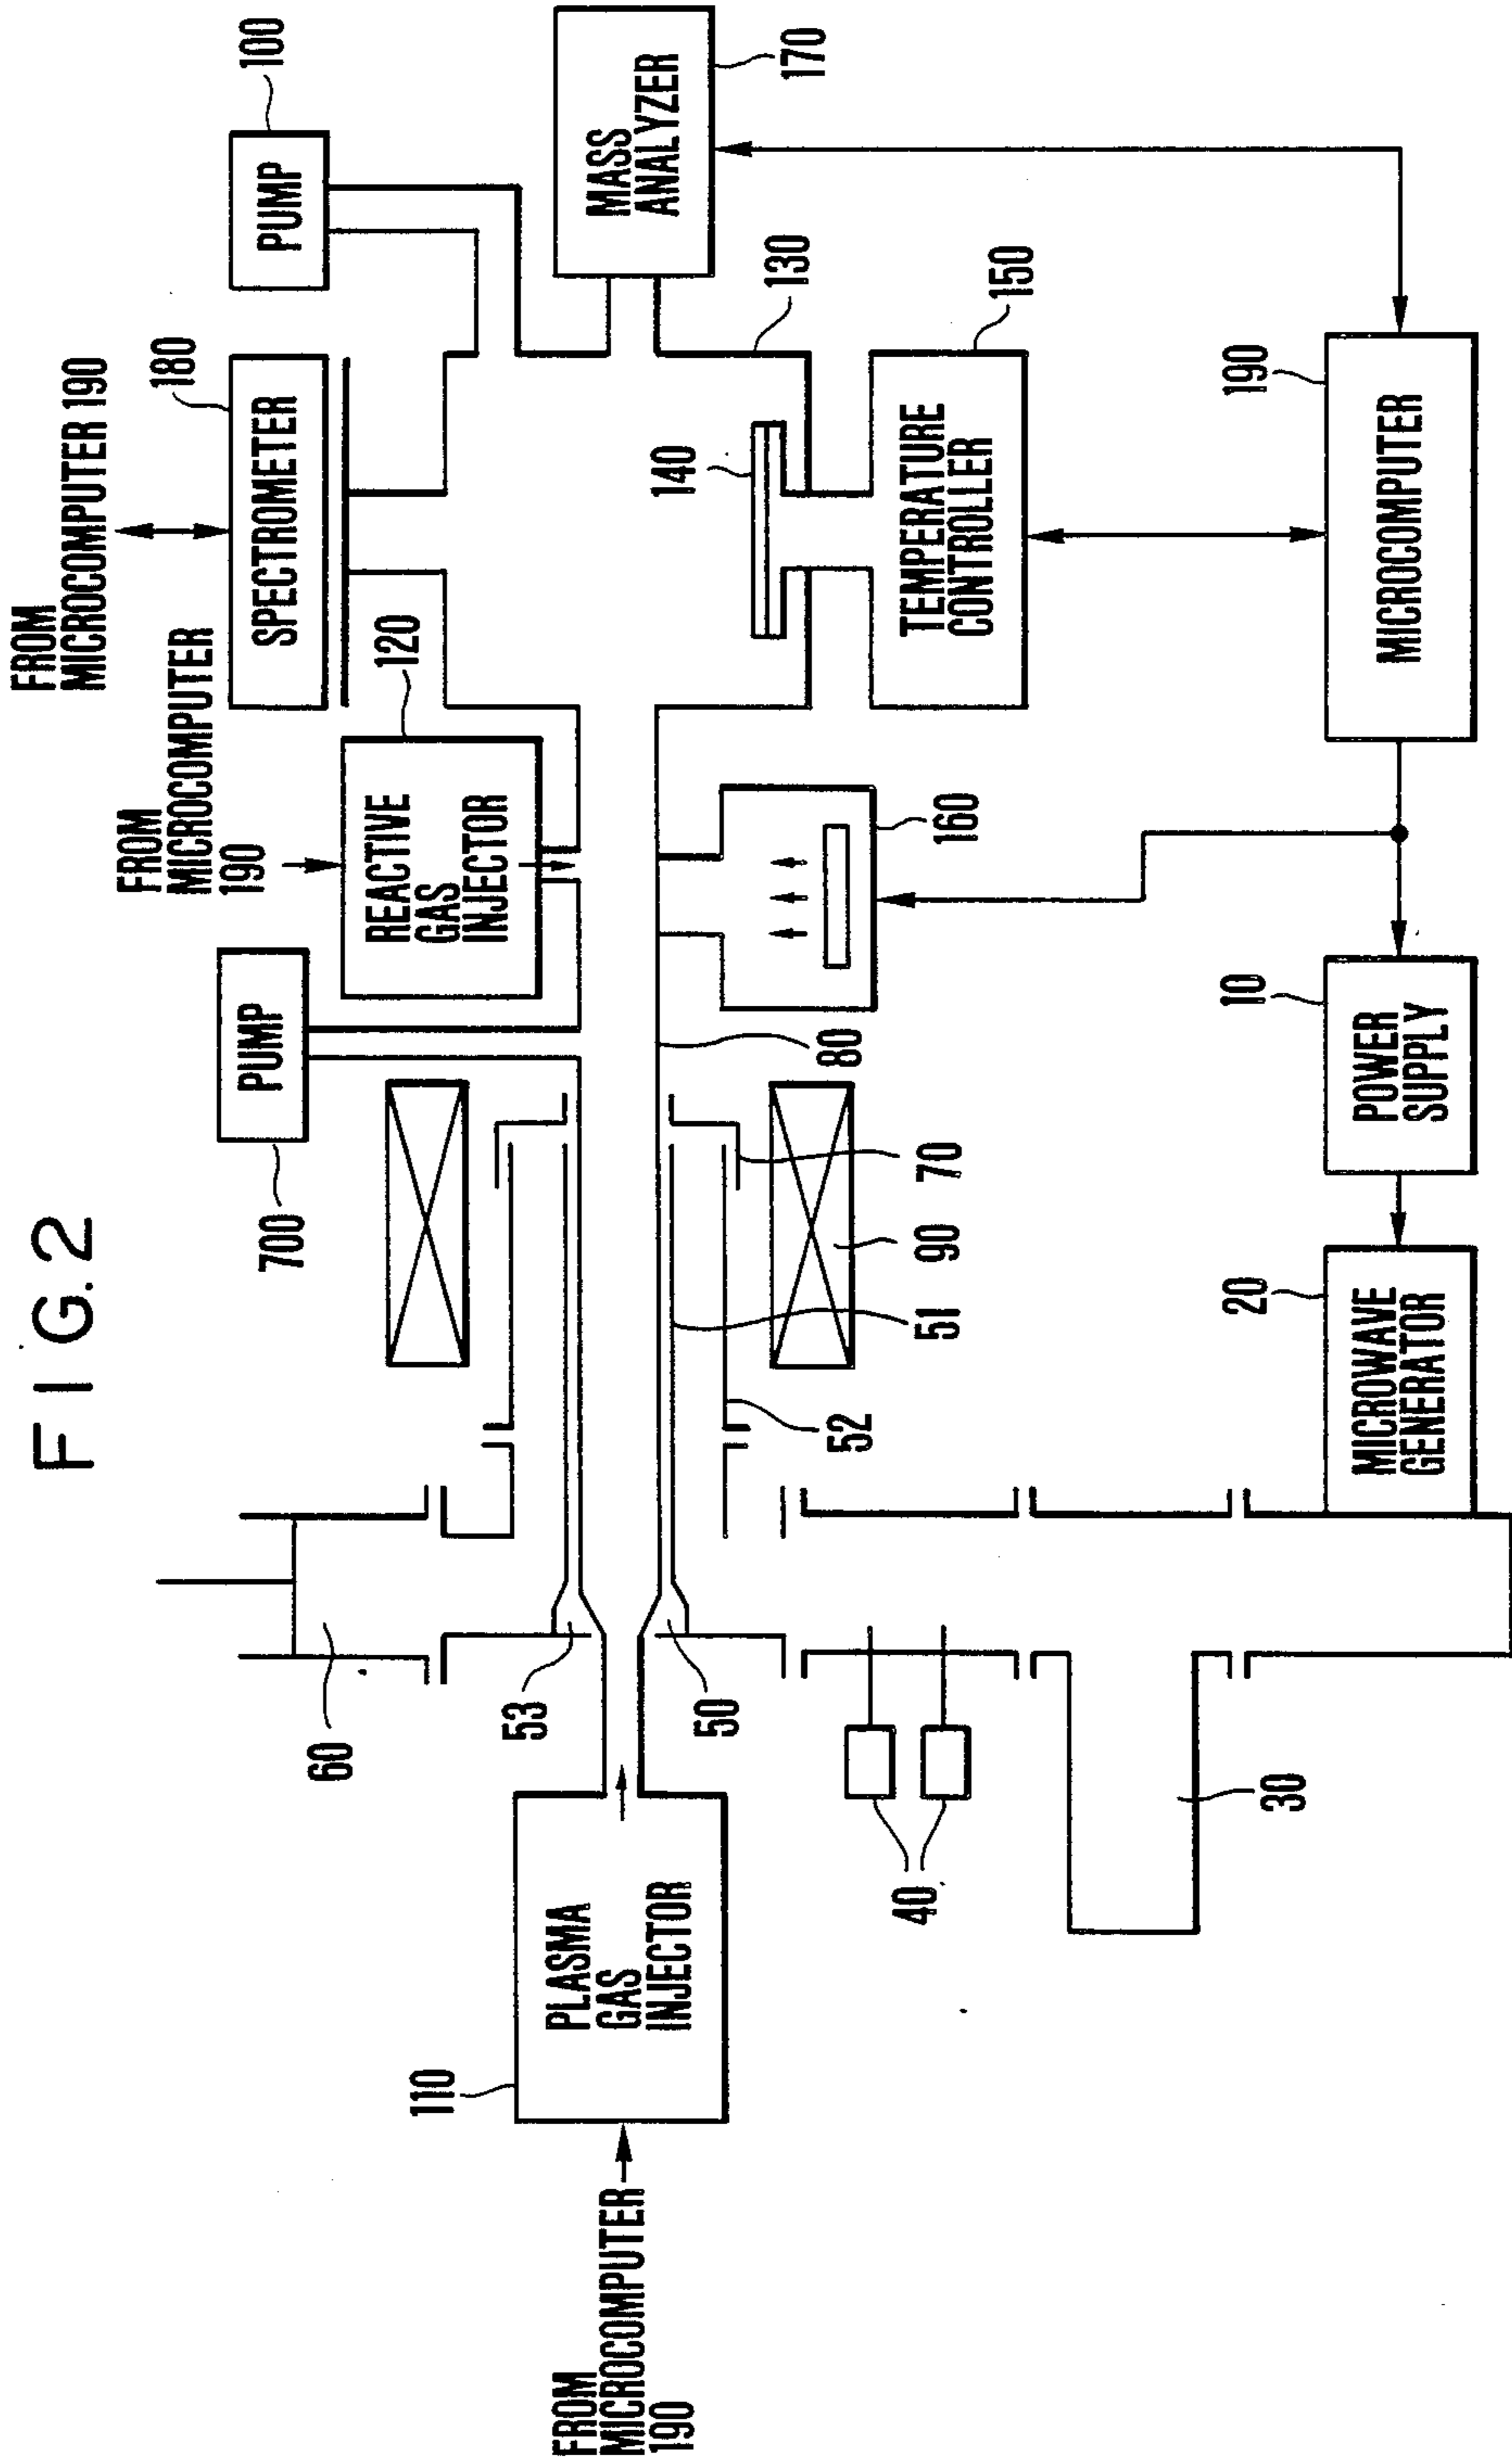 FIG. 2
FROM
MICROCOMPUTER 190
FROM
MICROCOMPUTER
190
700
PUMP
REACTIVE
GAS
INJECTOR
120
SPECTROMETER
180
PUMP
100
60
53
50
110
PLASMA
GAS
INJECTOR
FROM
MICROCOMPUTER
190
40
30
52
51
90
70
80
160
140
130
MASS
ANALYZER
170
TEMPERATURE
CONTROLLER
150
20
MICROWAVE
GENERATOR
10
POWER
SUPPLY
190
MICROCOMPUTER